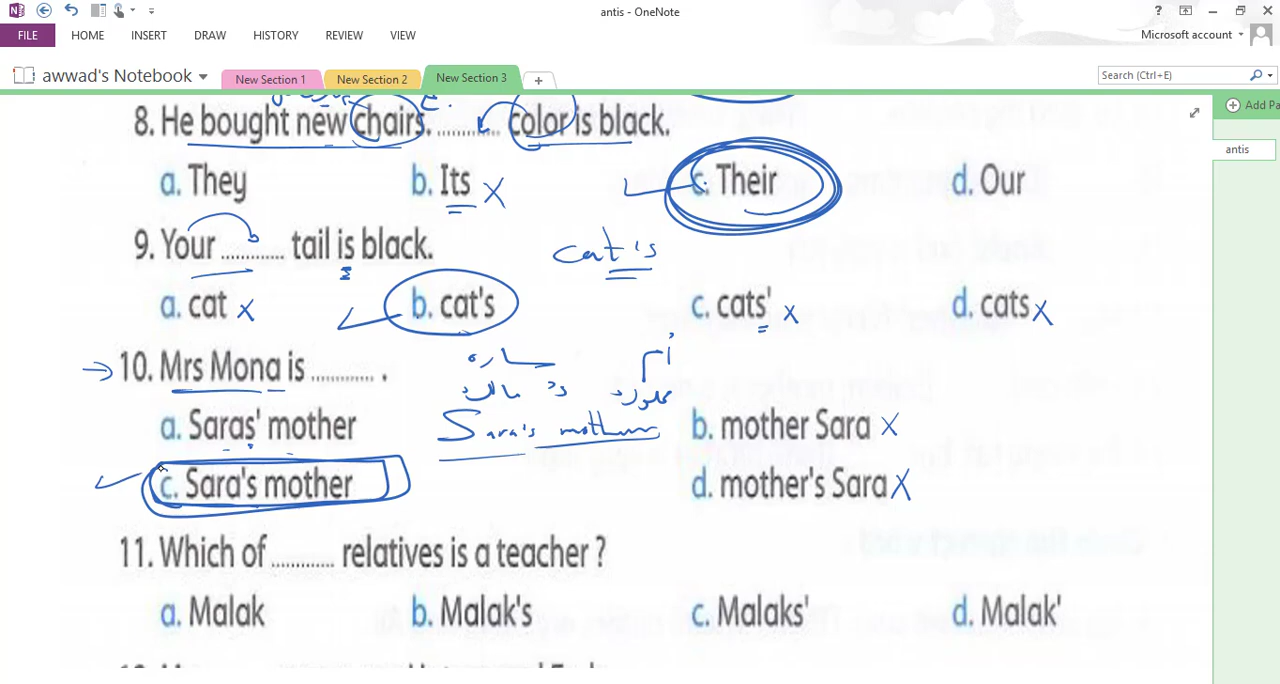 antis - OneNote
FILE HOME INSERT DRAW HISTORY REVIEW VIEW
Microsoft account
awwad's Notebook New Section 1 New Section 2 New Section 3
Search (Ctrl+E)
Add Pa
antis
8. He bought new chairs. ............ color is black.
a. They b. Its X c. Their d. Our
9. Your ............ tail is black.
cat's
a. cat x b. cat's c. cats' x d. cats x
10. Mrs Mona is ............ .
a. Saras' mother b. mother Sara x
Sara's mother
c. Sara's mother d. mother's Sara X
11. Which of ............ relatives is a teacher ?
a. Malak b. Malak's c. Malaks' d. Malak'